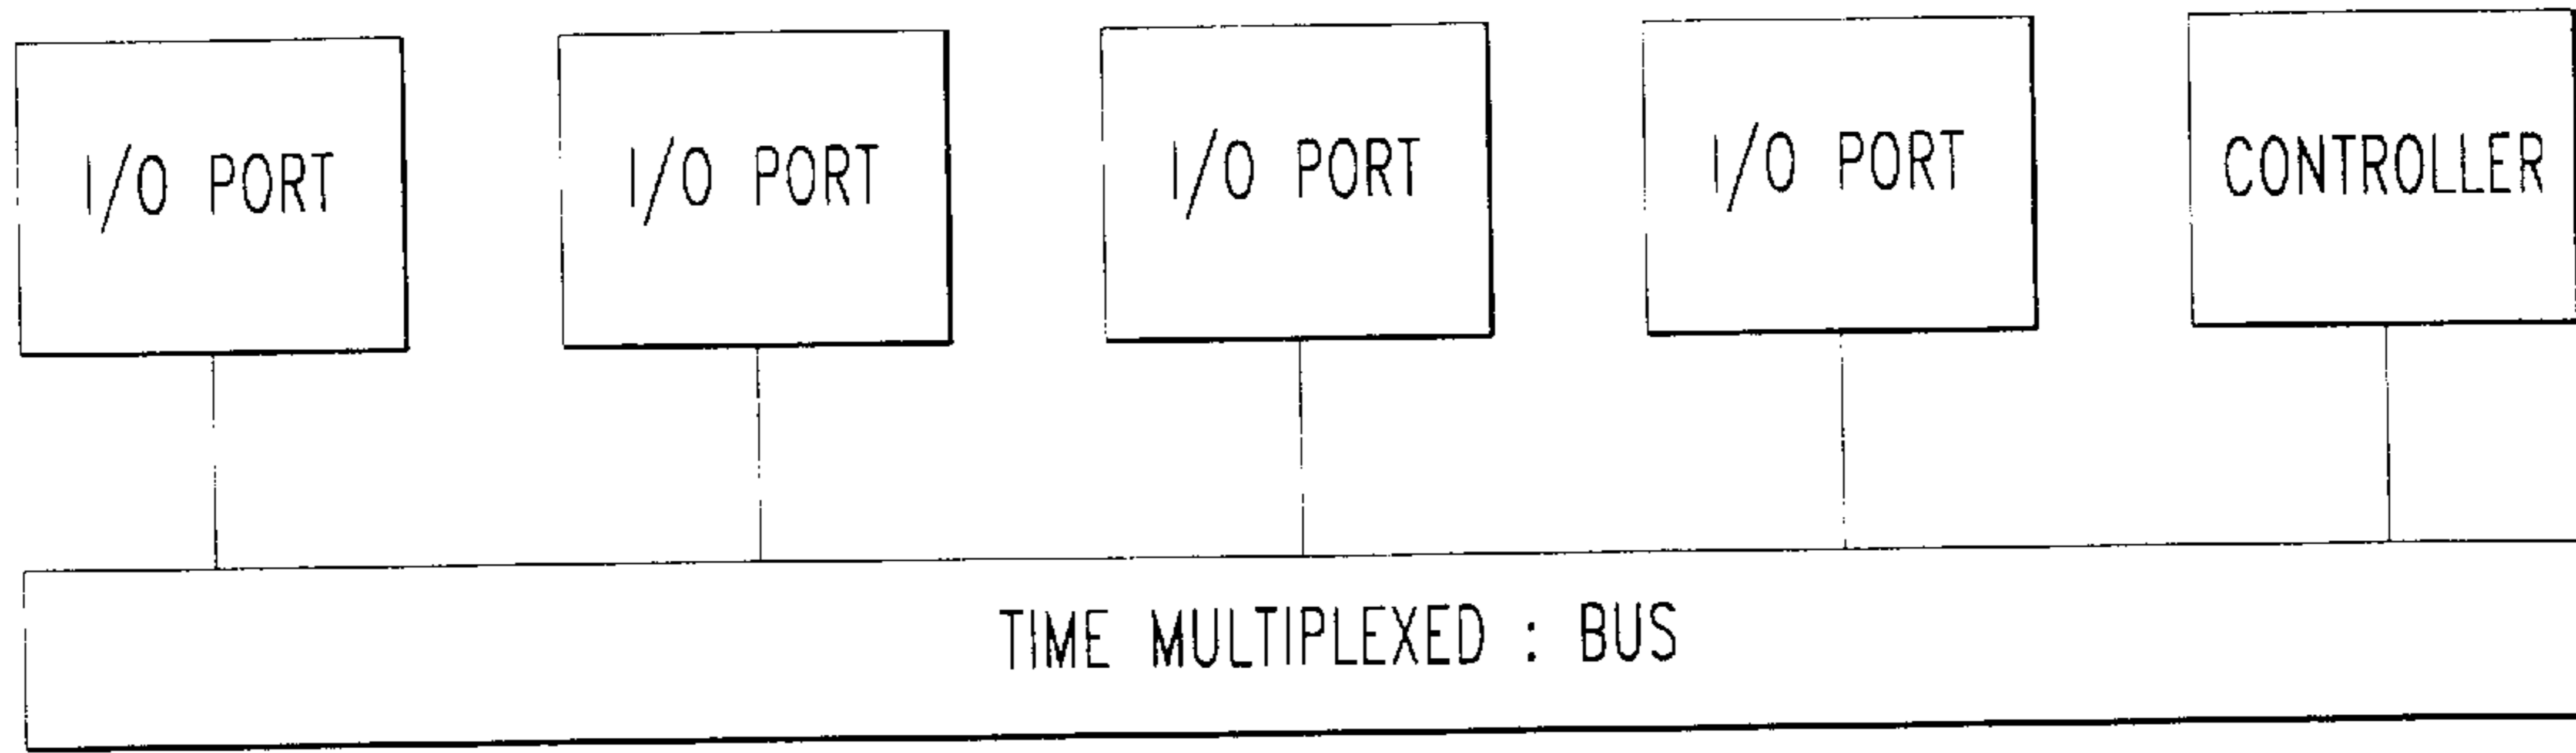 I/O PORT
I/O PORT
I/O PORT
I/O PORT
CONTROLLER
TIME MULTIPLEXED : BUS